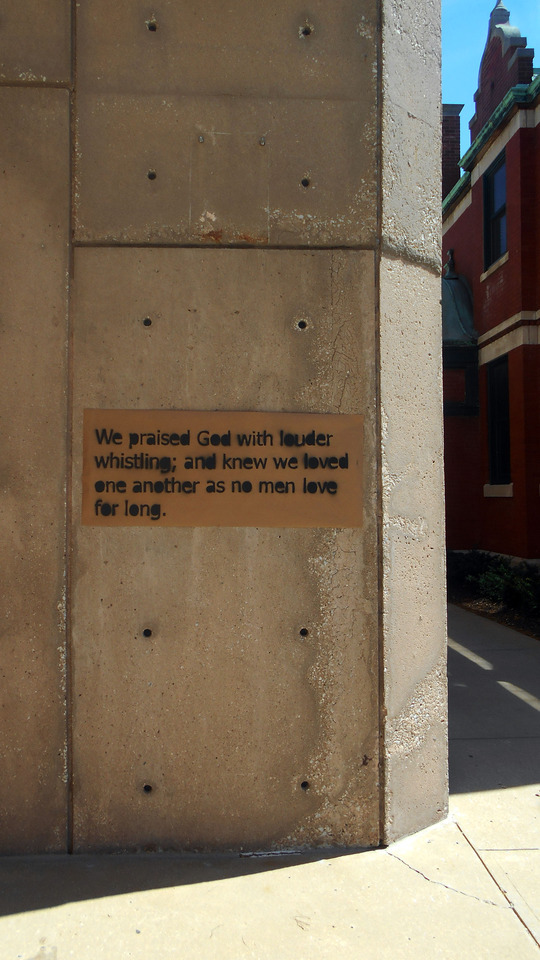 We praised God with louder
whistling; and knew we loved
one another as no men love
for long.